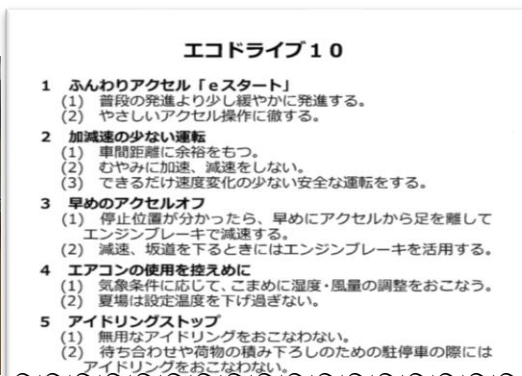 エコドライブ１０
1 ふんわりアクセル「eスタート」
(1) 普段の発進より少し緩やかに発進する。
(2) やさしいアクセル操作に徹する。
2 加減速の少ない運転
(1) 車間距離に余裕をもつ。
(2) むやみに加速、減速をしない。
(3) できるだけ速度変化の少ない安全な運転をする。
3 早めのアクセルオフ
(1) 停止位置が分かったら、早めにアクセルから足を離して
エンジンブレーキで減速する。
(2) 減速、坂道を下るときにはエンジンブレーキを活用する。
4 エアコンの使用を控えめに
(1) 気象条件に応じて、こまめに湿度・風量の調整をおこなう。
(2) 夏場は設定温度を下げ過ぎない。
5 アイドリングストップ
(1) 無用なアイドリングをおこなわない。
(2) 待ち合わせや荷物の積み下ろしのための駐停車の際には
アイドリングをおこなわない。